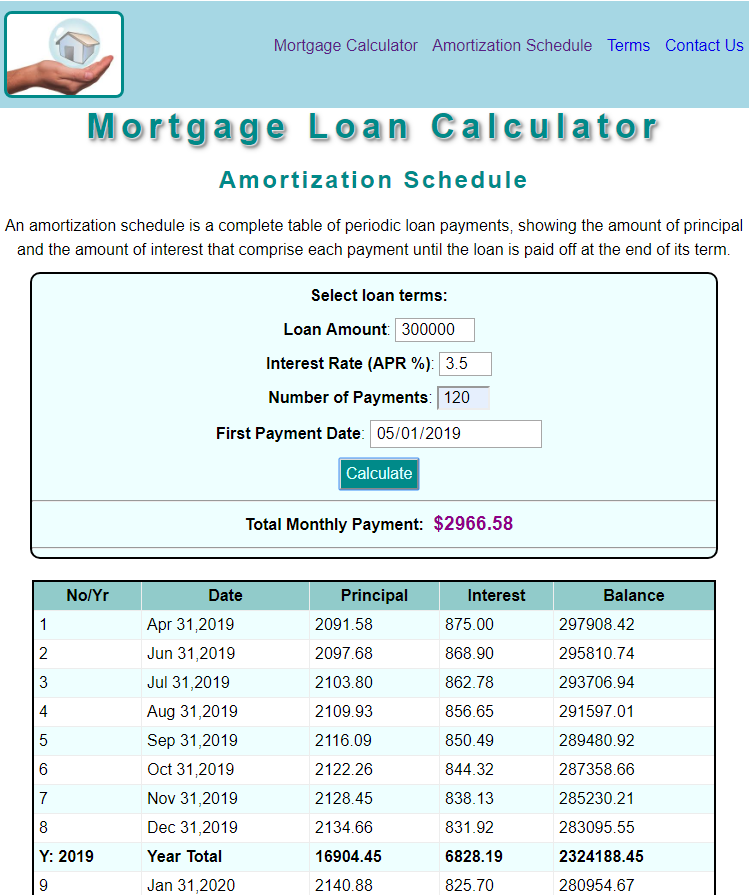 Mortgage Calculator Amortization Schedule Terms Contact Us
Mortgage Loan Calculator
Amortization Schedule
An amortization schedule is a complete table of periodic loan payments, showing the amount of principal
and the amount of interest that comprise each payment until the loan is paid off at the end of its term.
Select loan terms:
Loan Amount: 300000
Interest Rate (APR %): 3.5
Number of Payments: 120
First Payment Date: 05/01/2019
Calculate
Total Monthly Payment: $2966.58
No/Yr Date Principal Interest Balance
1 Apr 31,2019 2091.58 875.00 297908.42
2 Jun 31,2019 2097.68 868.90 295810.74
3 Jul 31,2019 2103.80 862.78 293706.94
4 Aug 31,2019 2109.93 856.65 291597.01
5 Sep 31,2019 2116.09 850.49 289480.92
6 Oct 31,2019 2122.26 844.32 287358.66
7 Nov 31,2019 2128.45 838.13 285230.21
8 Dec 31,2019 2134.66 831.92 283095.55
Y: 2019 Year Total 16904.45 6828.19 2324188.45
9 Jan 31,2020 2140.88 825.70 280954.67